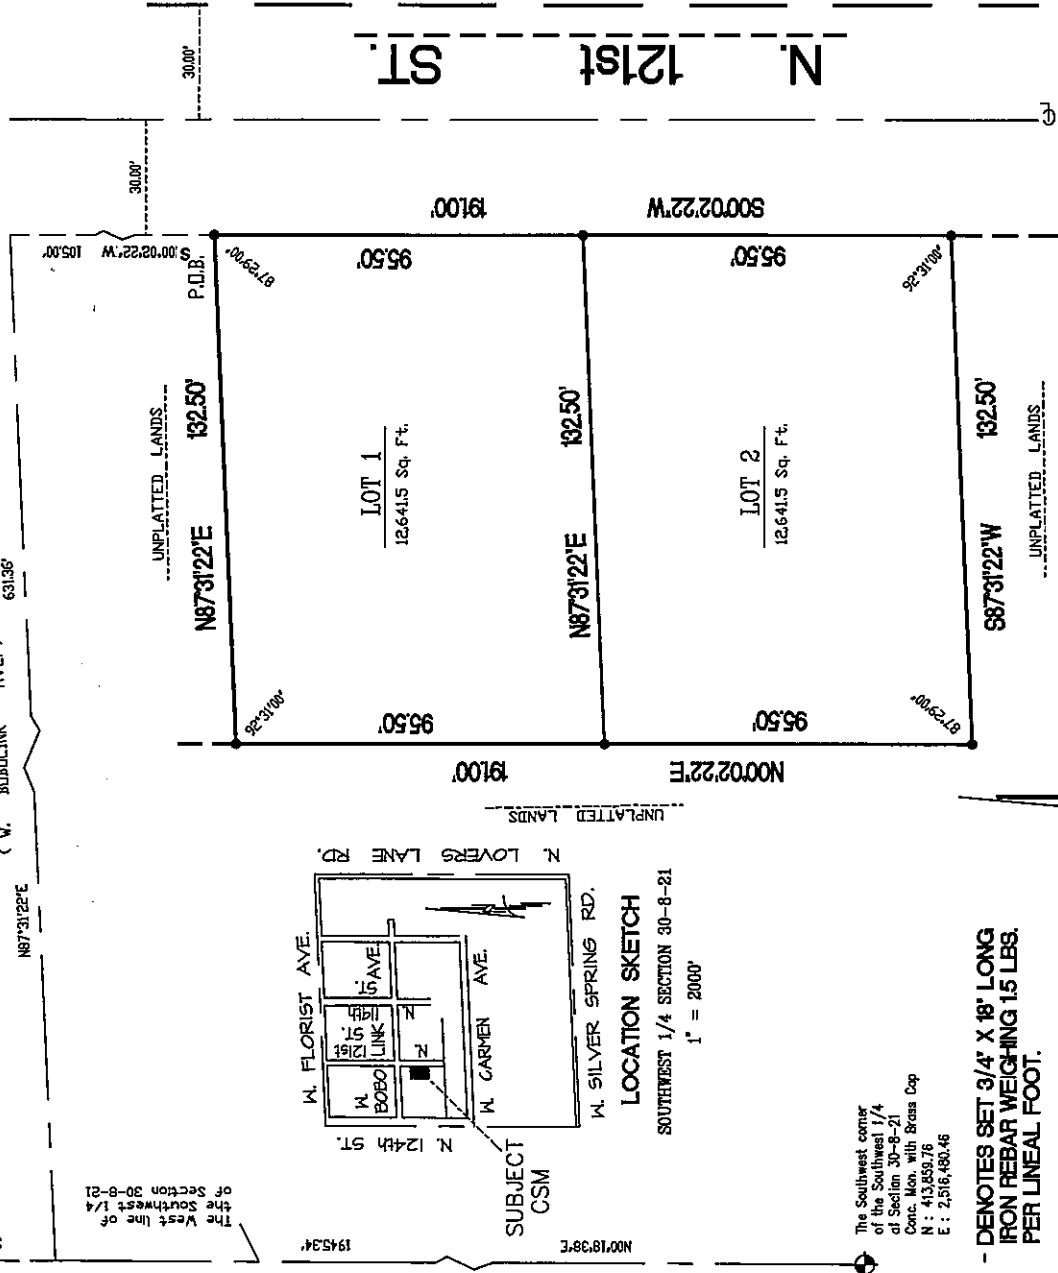 N. 121st ST.
30.00'
30.00'
S 00°02'22" W 105.00'
P.O.B.
191.00'
S00°02'22"W
87°29'00"
95.50'
95.50'
92°31'00"
UNPLATTED LANDS
N87°31'22"E 132.50'
LOT 1
12,641.5 Sq. Ft.
N87°31'22"E 132.50'
LOT 2
12,641.5 Sq. Ft.
S87°31'22"W 132.50'
UNPLATTED LANDS
92°31'00"
95.50'
95.50'
87°29'00"
191.00'
N00°02'22"E
UNPLATTED LANDS
N87°31'22"E
631.36'
( W. BOBOLINK
N. LOVERS LANE RD.
W. FLORIST AVE.
ST. AVE.
N. 114th
ST. LINK
121st
N.
W. BOBO
W. CARMEN AVE.
N. 124th ST.
W. SILVER SPRING RD.
LOCATION SKETCH
SOUTHWEST 1/4 SECTION 30-8-21
1" = 2000'
SUBJECT
CSM
The West line of
the Southwest 1/4
of Section 30-8-21
1945.34'
N00°18'38"E
The Southwest corner
of the Southwest 1/4
of Section 30-8-21
Conc. Mon. with Brass Cap
N : 413,859.76
E : 2,516,480.46
- DENOTES SET 3/4" X 18" LONG
IRON REBAR WEIGHING 1.5 LBS.
PER LINEAL FOOT.